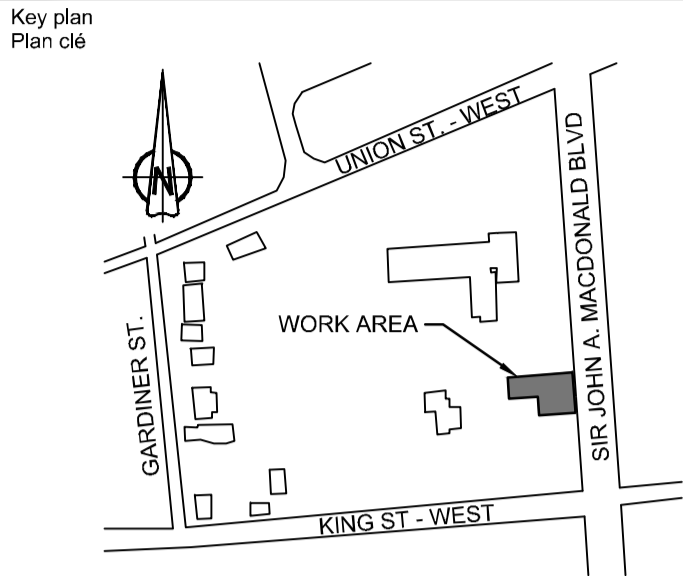 Key plan
Plan clé
N
UNION ST. - WEST
SIR JOHN A. MACDONALD BLVD
WORK AREA
GARDINER ST.
KING ST - WEST